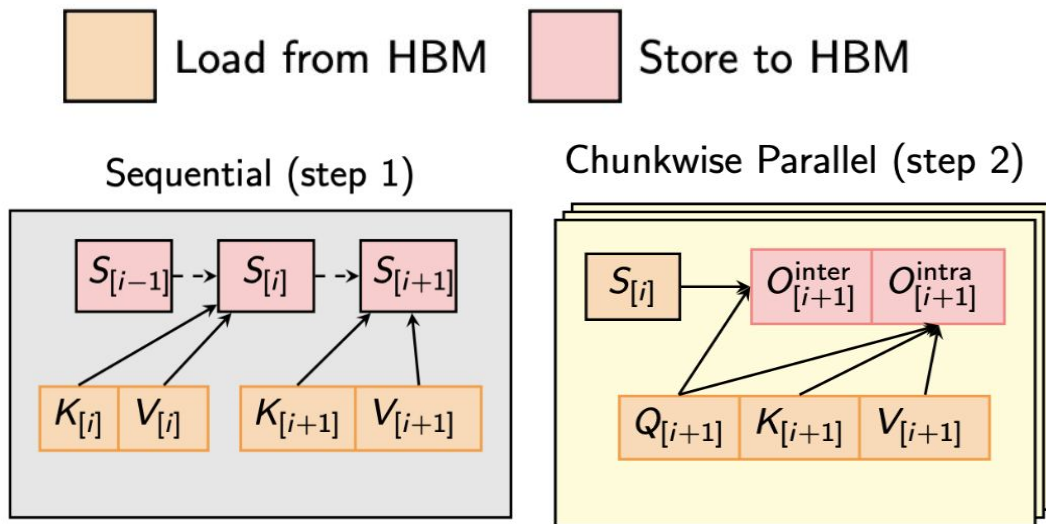 Load from HBM
Store to HBM
Sequential (step 1)
S[i−1]
S[i]
S[i+1]
K[i]
V[i]
K[i+1]
V[i+1]
Chunkwise Parallel (step 2)
S[i]
O[i+1]^inter
O[i+1]^intra
Q[i+1]
K[i+1]
V[i+1]